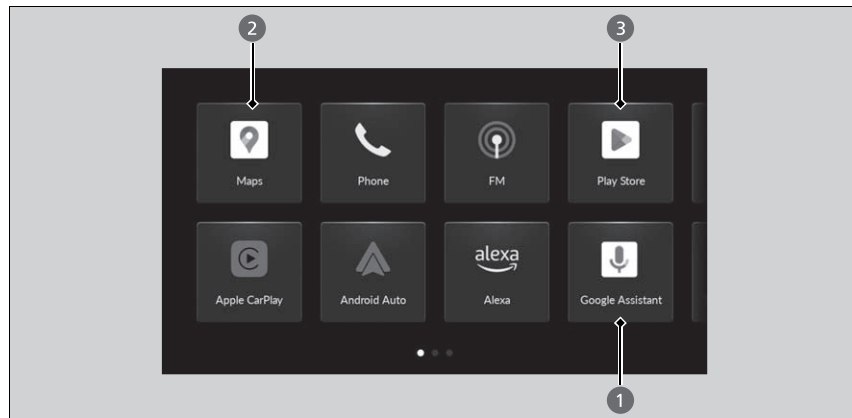 2 3
Maps Phone FM Play Store
alexa
Apple CarPlay Android Auto Alexa Google Assistant
1